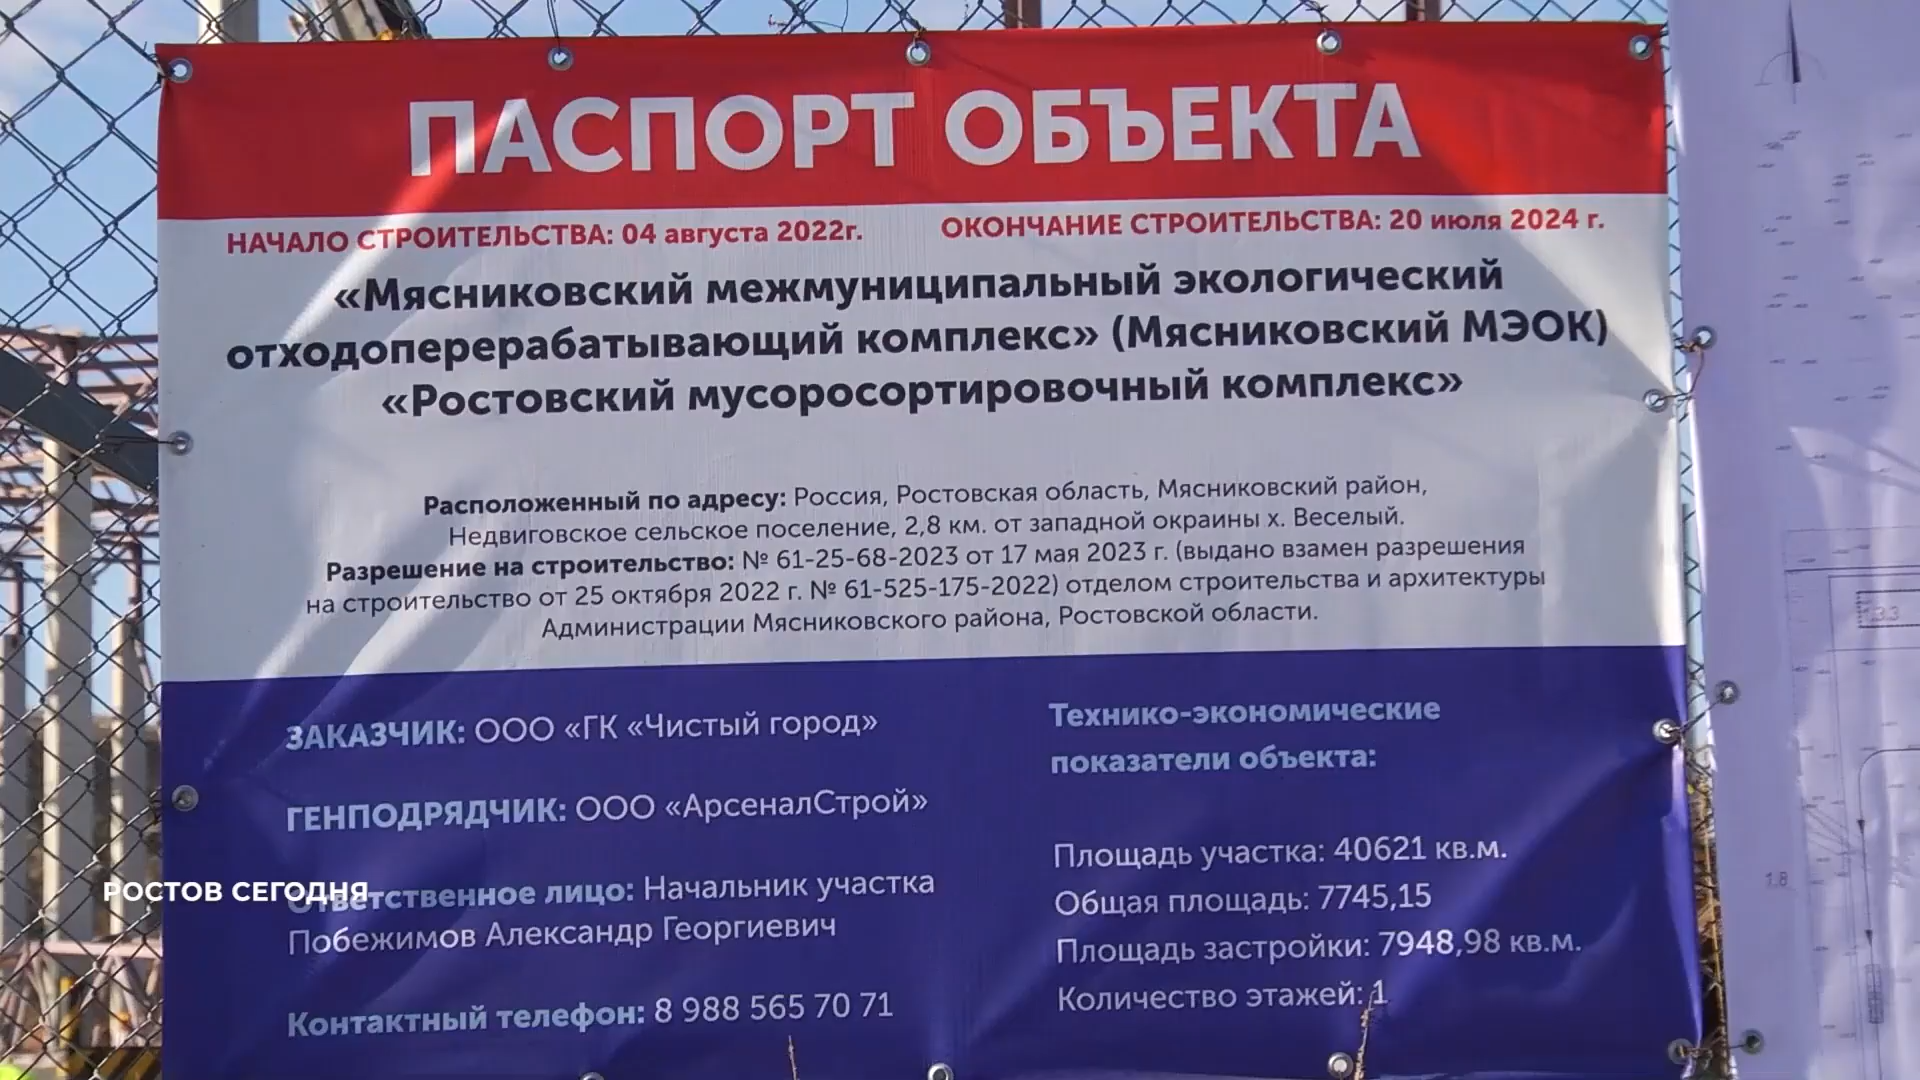 ПАСПОРТ ОБЪЕКТА
НАЧАЛО СТРОИТЕЛЬСТВА: 04 августа 2022г.
ОКОНЧАНИЕ СТРОИТЕЛЬСТВА: 20 июля 2024 г.
«Мясниковский межмуниципальный экологический
отходоперерабатывающий комплекс» (Мясниковский МЭОК)
«Ростовский мусоросортировочный комплекс»
Расположенный по адресу: Россия, Ростовская область, Мясниковский район,
Недвиговское сельское поселение, 2,8 км. от западной окраины х. Веселый.
Разрешение на строительство: № 61-25-68-2023 от 17 мая 2023 г. (выдано взамен разрешения
на строительство от 25 октября 2022 г. № 61-525-175-2022) отделом строительства и архитектуры
Администрации Мясниковского района, Ростовской области.
ЗАКАЗЧИК: ООО «ГК «Чистый город»
ГЕНПОДРЯДЧИК: ООО «АрсеналСтрой»
Ответственное лицо: Начальник участка
Побежимов Александр Георгиевич
Контактный телефон: 8 988 565 70 71
Технико-экономические
показатели объекта:
Площадь участка: 40621 кв.м.
Общая площадь: 7745,15
Площадь застройки: 7948,98 кв.м.
Количество этажей: 1
РОСТОВ СЕГОДНЯ
1.8